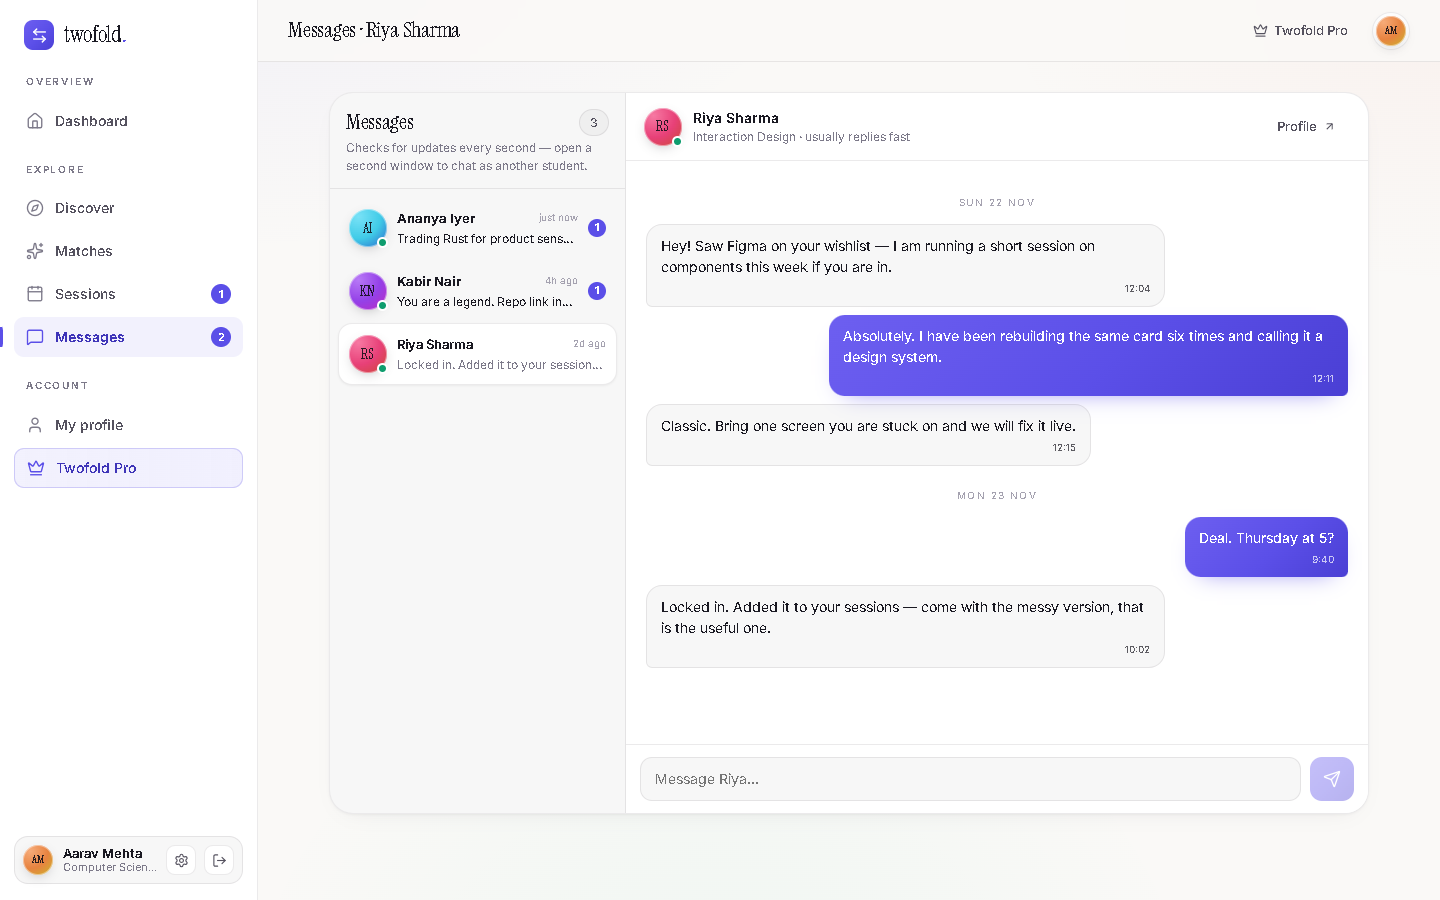 twofold.
OVERVIEW
Dashboard
EXPLORE
Discover
Matches
Sessions 1
Messages 2
ACCOUNT
My profile
Twofold Pro
AM
Aarav Mehta
Computer Scien...
Messages · Riya Sharma
Twofold Pro
AM
Messages 3
Checks for updates every second — open a
second window to chat as another student.
AI
Ananya Iyer just now
Trading Rust for product sens... 1
KN
Kabir Nair 4h ago
You are a legend. Repo link in... 1
RS
Riya Sharma 2d ago
Locked in. Added it to your session...
RS
Riya Sharma
Interaction Design · usually replies fast
Profile
SUN 22 NOV
Hey! Saw Figma on your wishlist — I am running a short session on
components this week if you are in.
12:04
Absolutely. I have been rebuilding the same card six times and calling it a
design system.
12:11
Classic. Bring one screen you are stuck on and we will fix it live.
12:15
MON 23 NOV
Deal. Thursday at 5?
9:40
Locked in. Added it to your sessions — come with the messy version, that
is the useful one.
10:02
Message Riya...